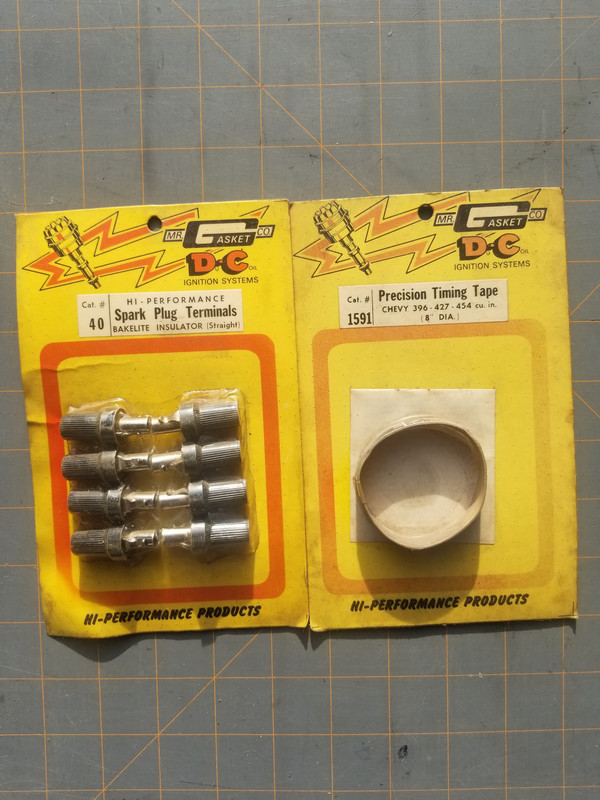 MR. GASKET CO.
D-C OIL
IGNITION SYSTEMS
Cat. #
40
HI-PERFORMANCE
Spark Plug Terminals
BAKELITE INSULATOR (Straight)
HI-PERFORMANCE PRODUCTS
MR. GASKET CO
D-C OIL
IGNITION SYSTEMS
Cat. #
1591
Precision Timing Tape
CHEVY 396-427-454 cu. in.
(8" DIA.)
HI-PERFORMANCE PRODUCTS